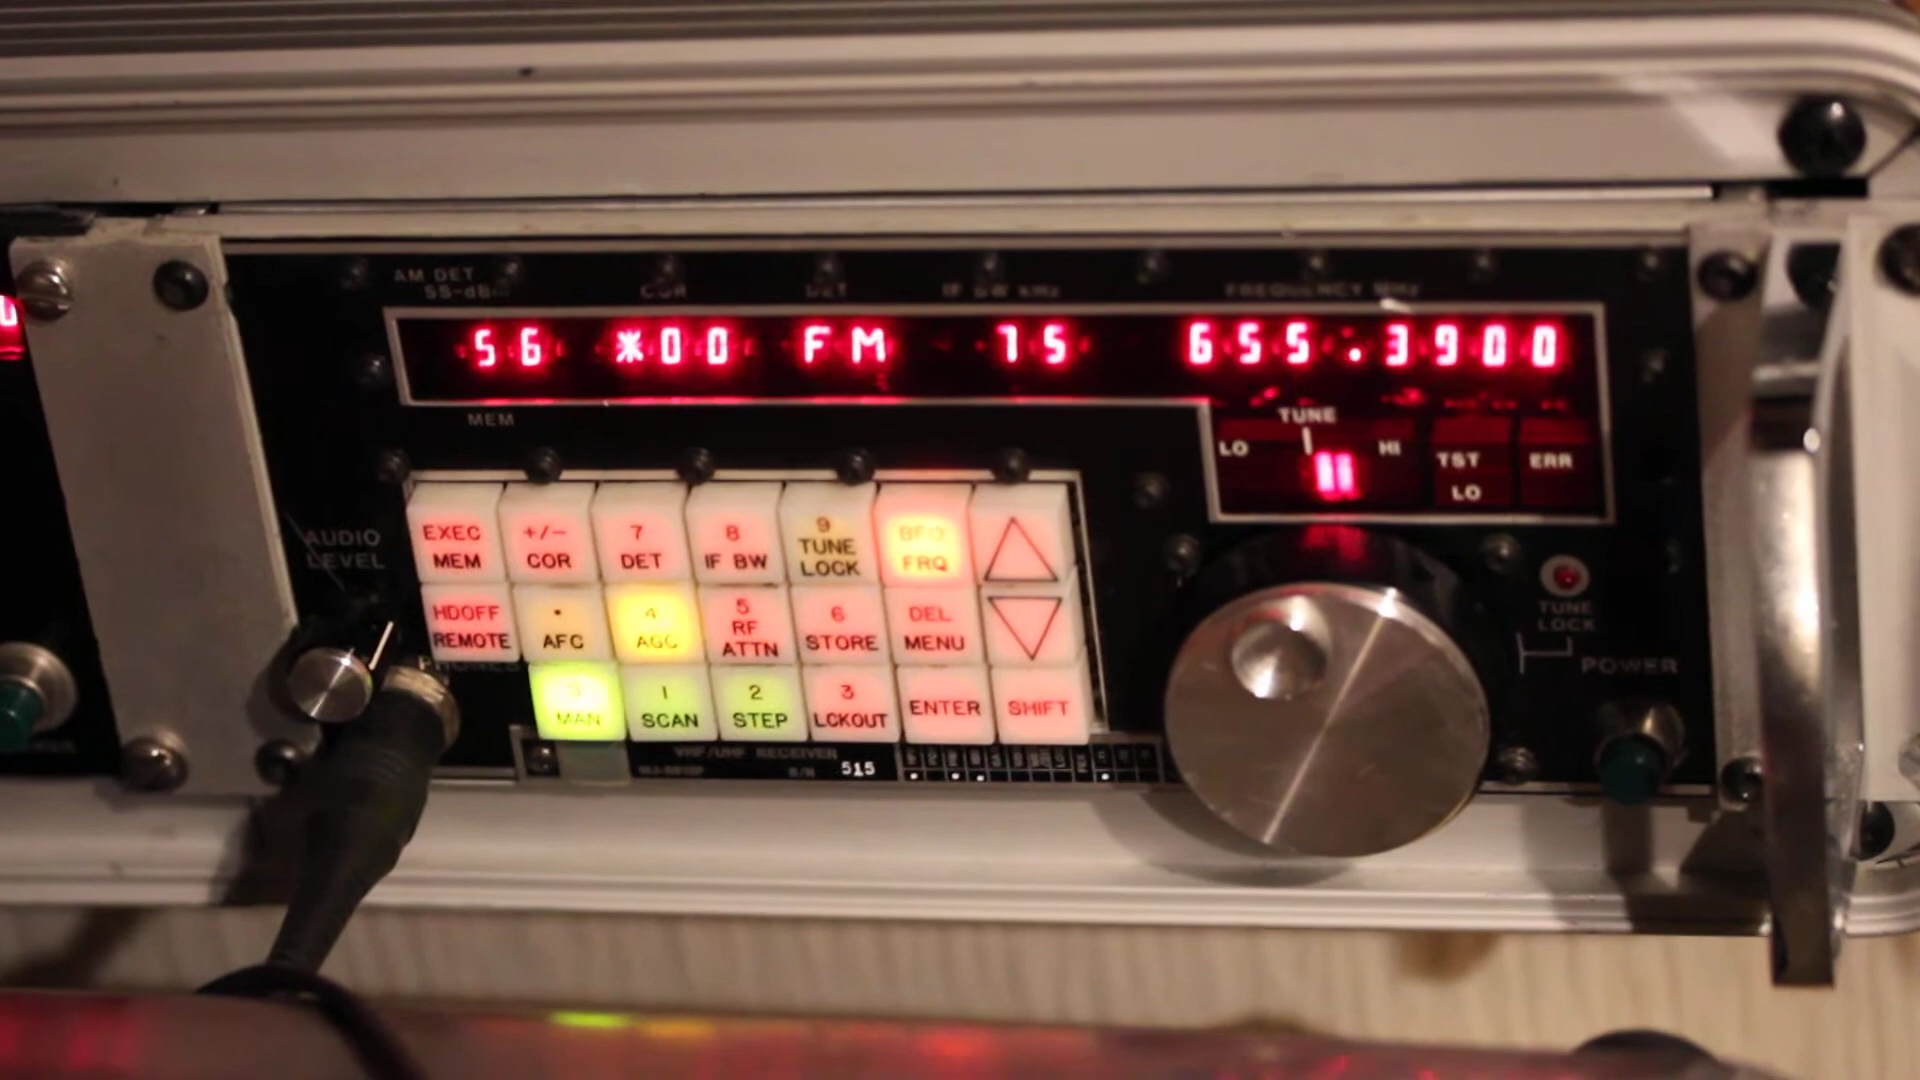 AM DET
SS-dBm COR DET IF BW kHz FREQUENCY MHz
56 *00 FM 75 655.3900
MEM
TUNE
LO HI TST ERR
LO
AUDIO
LEVEL
EXEC +/- 7 8 9 BFO
MEM COR DET IF BW TUNE LOCK FRQ
HDOFF . 4 5 6 DEL
REMOTE AFC AGC RF ATTN STORE MENU
1 2 3
MAN SCAN STEP LCKOUT ENTER SHIFT
PHONES
TUNE
LOCK
POWER
VHF/UHF RECEIVER
S/N 515